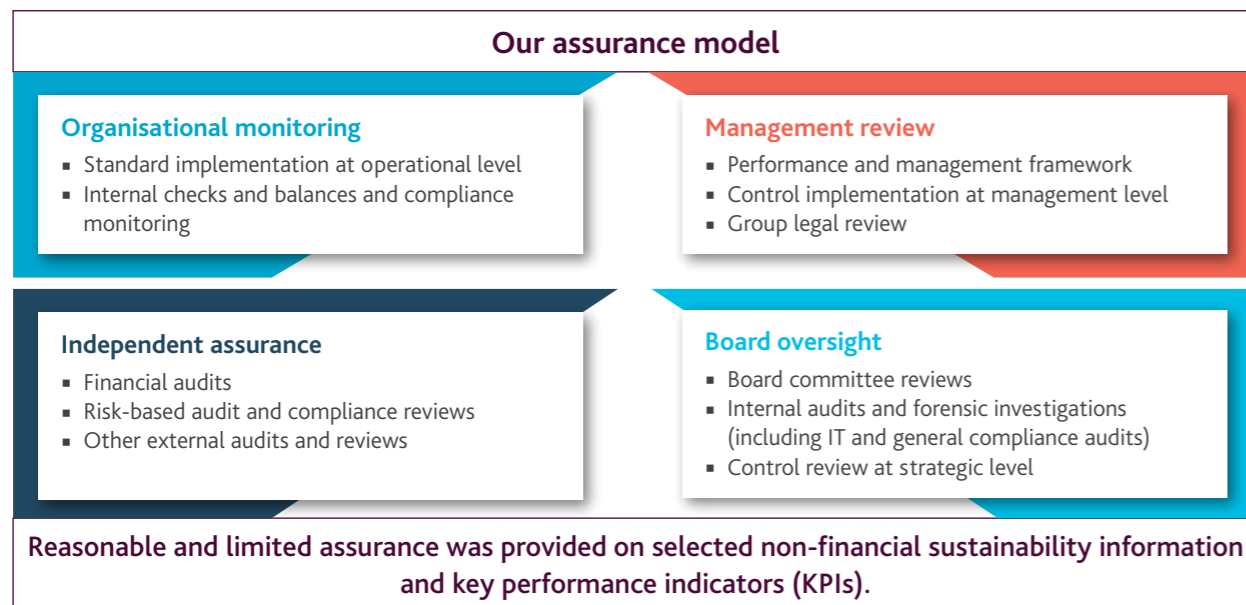 Our assurance model
Organisational monitoring
▪ Standard implementation at operational level
▪ Internal checks and balances and compliance
monitoring
Management review
▪ Performance and management framework
▪ Control implementation at management level
▪ Group legal review
Independent assurance
▪ Financial audits
▪ Risk-based audit and compliance reviews
▪ Other external audits and reviews
Board oversight
▪ Board committee reviews
▪ Internal audits and forensic investigations
(including IT and general compliance audits)
▪ Control review at strategic level
Reasonable and limited assurance was provided on selected non-financial sustainability information
and key performance indicators (KPIs).